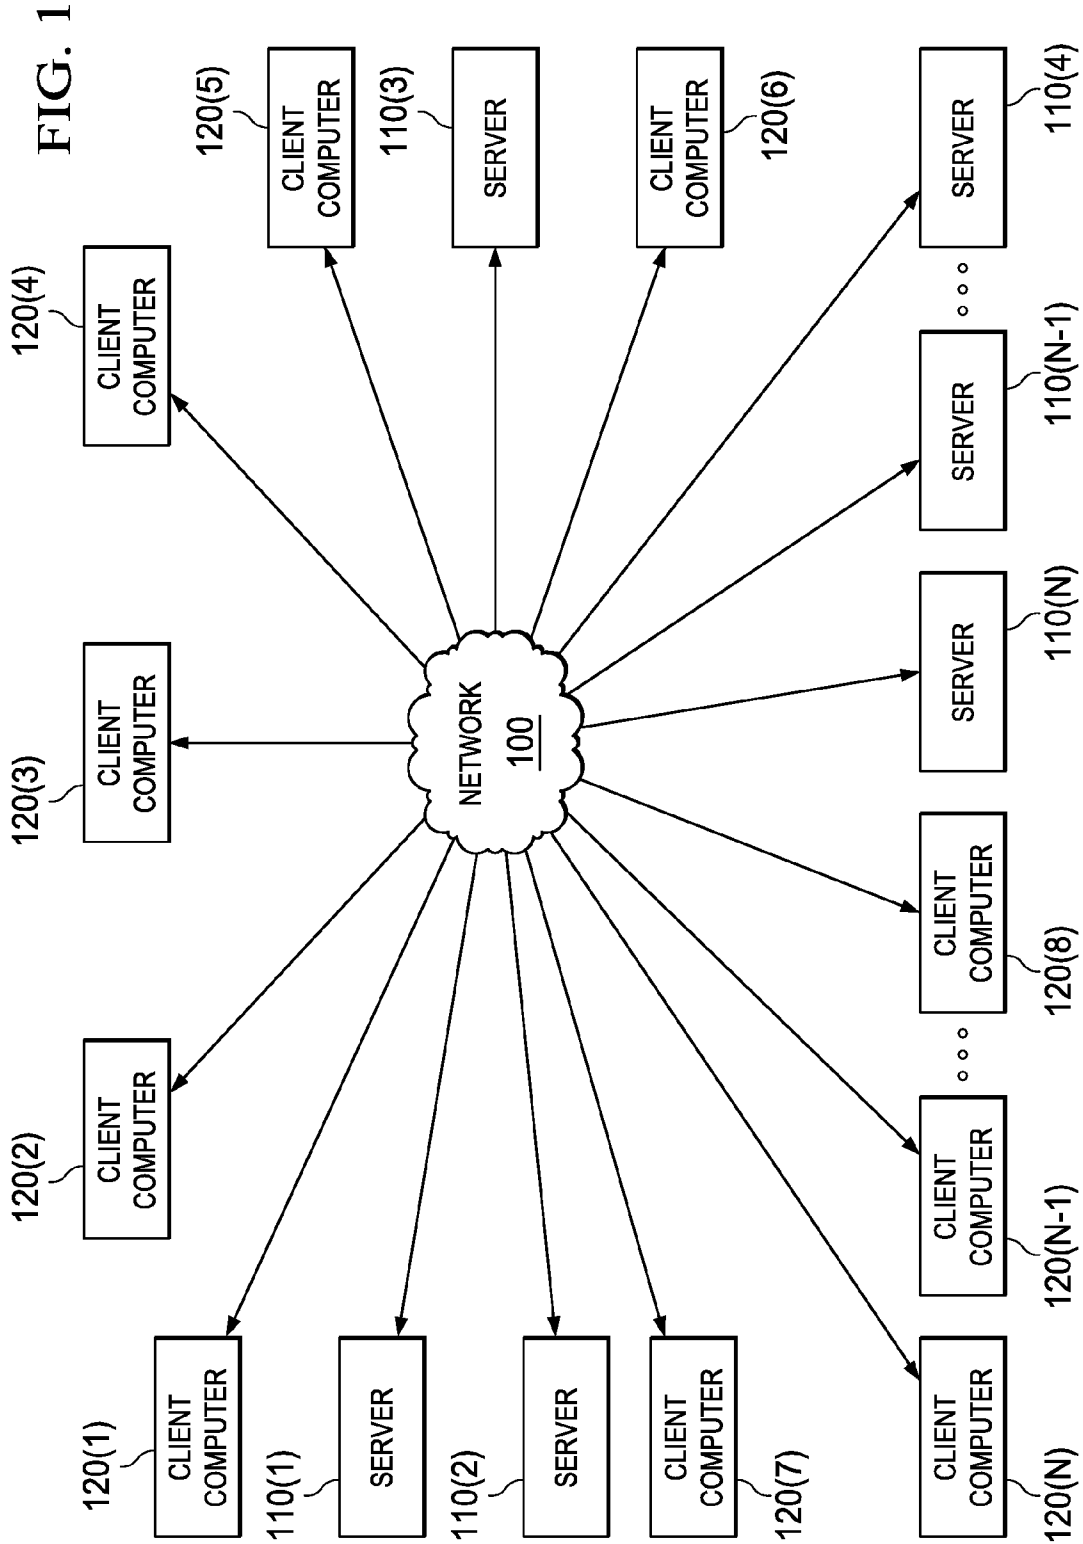 FIG. 1
120(2)
CLIENT
COMPUTER
120(3)
CLIENT
COMPUTER
120(4)
CLIENT
COMPUTER
120(1)
CLIENT
COMPUTER
120(5)
CLIENT
COMPUTER
110(1)
SERVER
110(3)
SERVER
NETWORK
100
110(2)
SERVER
120(7)
CLIENT
COMPUTER
120(6)
CLIENT
COMPUTER
CLIENT
COMPUTER
120(N)
CLIENT
COMPUTER
120(N-1)
CLIENT
COMPUTER
120(8)
SERVER
110(N)
SERVER
110(N-1)
SERVER
110(4)